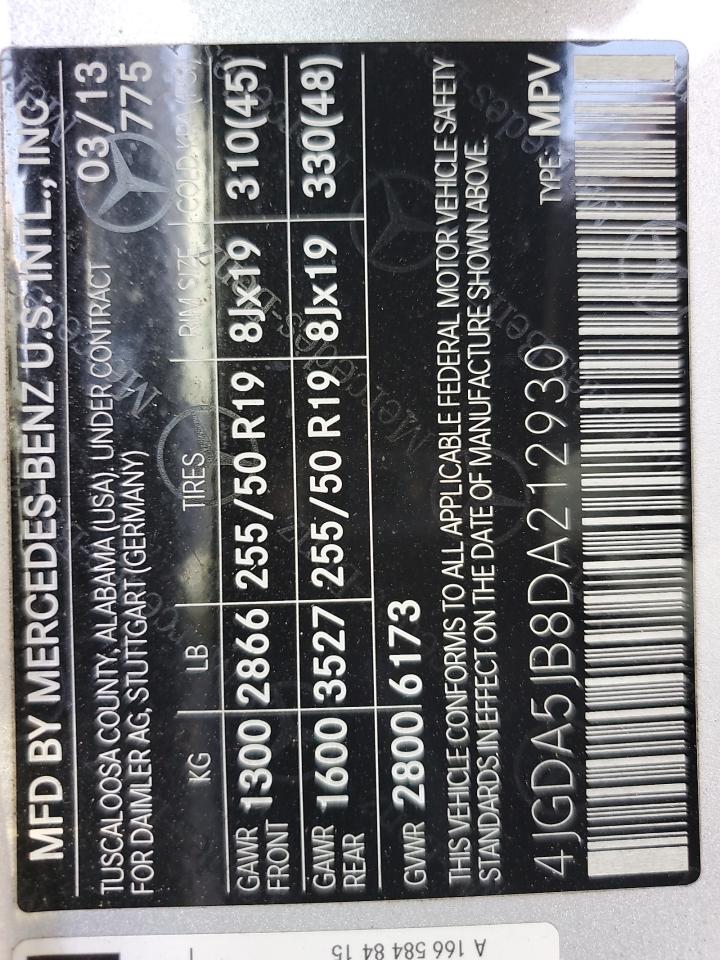 MFD BY MERCEDES-BENZ U.S. INTL., INC
TUSCALOOSA COUNTY, ALABAMA (USA), UNDER CONTRACT 03/13
FOR DAIMLER AG, STUTTGART (GERMANY) 775
KG LB TIRES RIM SIZE COLD KPA
GAWR FRONT 1300 2866 255/50 R19 8Jx19 310(45)
GAWR REAR 1600 3527 255/50 R19 8Jx19 330(48)
GVWR 2800 6173
THIS VEHICLE CONFORMS TO ALL APPLICABLE FEDERAL MOTOR VEHICLE SAFETY
STANDARDS IN EFFECT ON THE DATE OF MANUFACTURE SHOWN ABOVE.
4JGDA5JB8DA212930 TYPE: MPV
A 166 584 84 15